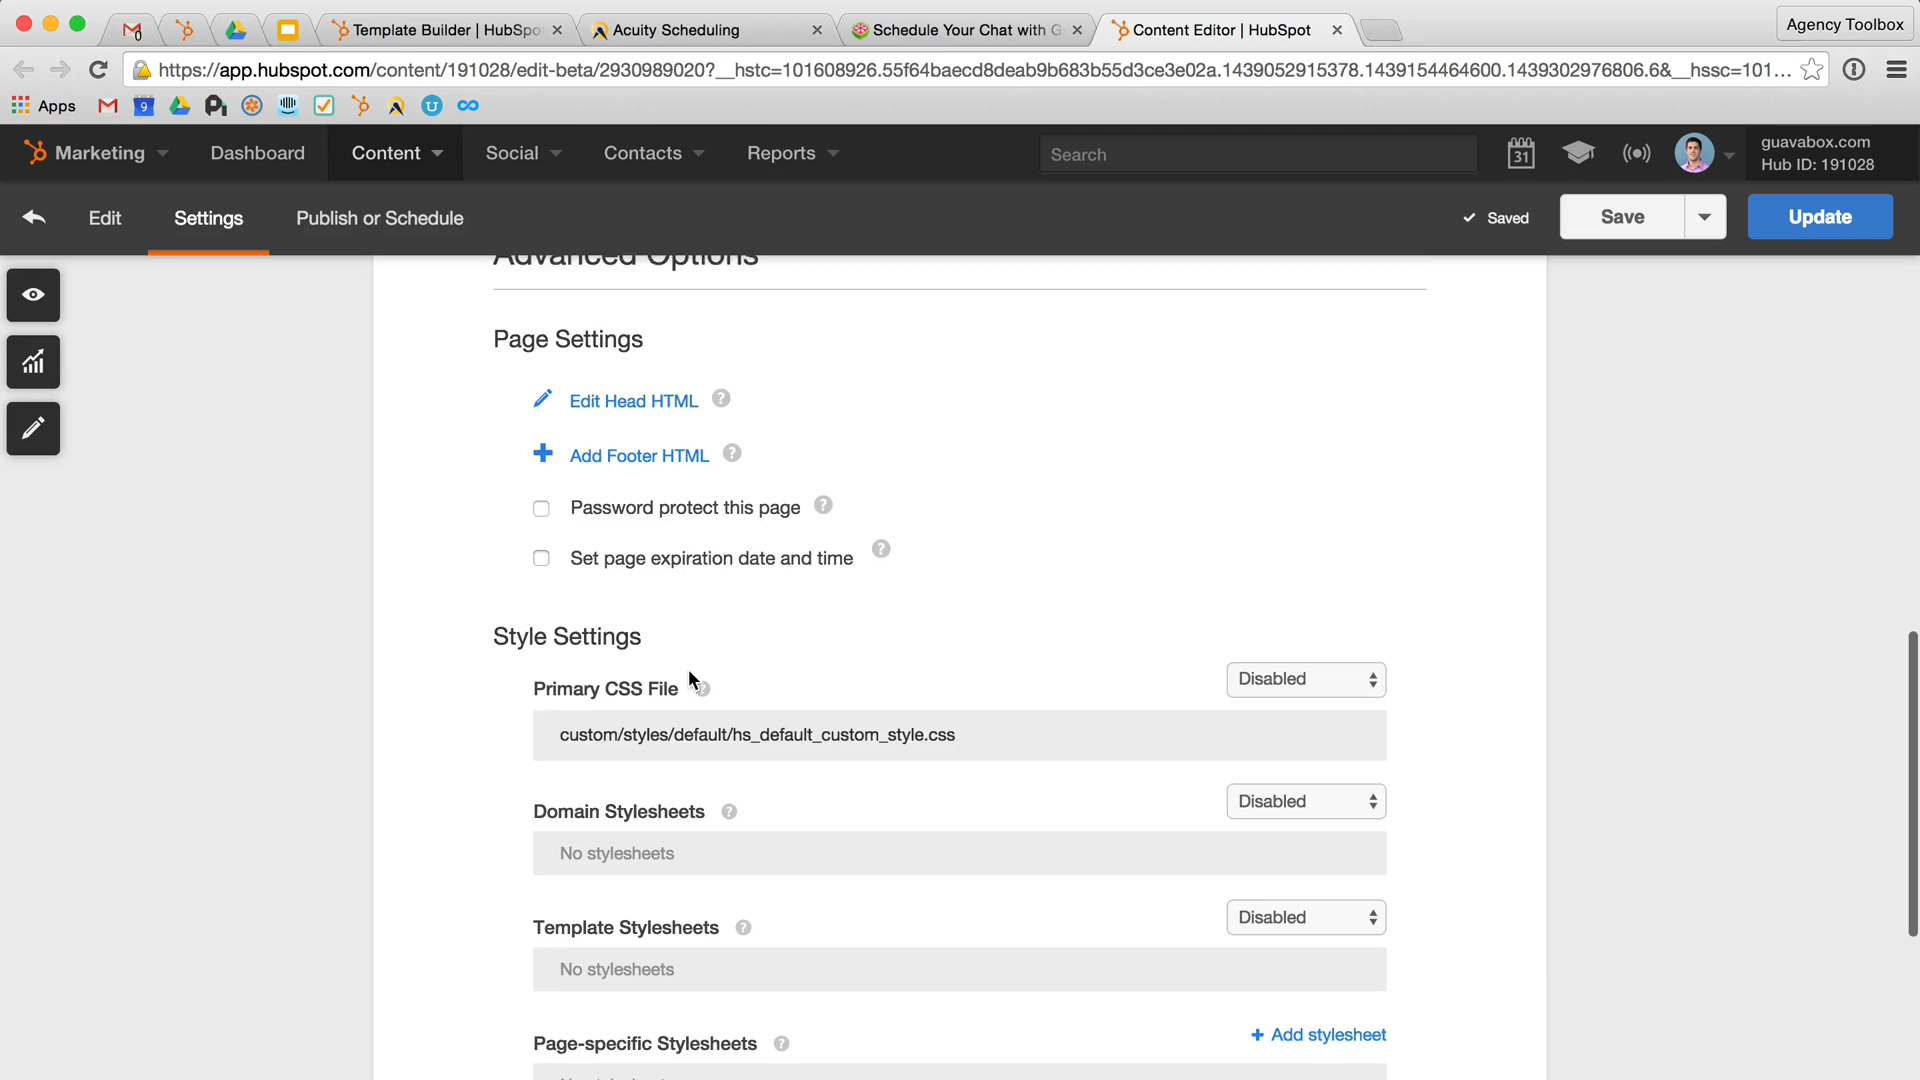 Template Builder | HubSpo
Acuity Scheduling
Schedule Your Chat with G
Content Editor | HubSpot
Agency Toolbox
https://app.hubspot.com/content/191028/edit-beta/2930989020?__hstc=101608926.55f64baecd8deab9b683b55d3ce3e02a.1439052915378.1439154464600.1439302976806.6&__hssc=101...
Apps
9
Marketing
Dashboard
Content
Social
Contacts
Reports
Search
31
guavabox.com
Hub ID: 191028
Edit
Settings
Publish or Schedule
Saved
Save
Update
Advanced Options
Page Settings
Edit Head HTML ?
Add Footer HTML ?
Password protect this page ?
Set page expiration date and time ?
Style Settings
Primary CSS File ?
Disabled
custom/styles/default/hs_default_custom_style.css
Domain Stylesheets ?
Disabled
No stylesheets
Template Stylesheets ?
Disabled
No stylesheets
Page-specific Stylesheets ?
+ Add stylesheet